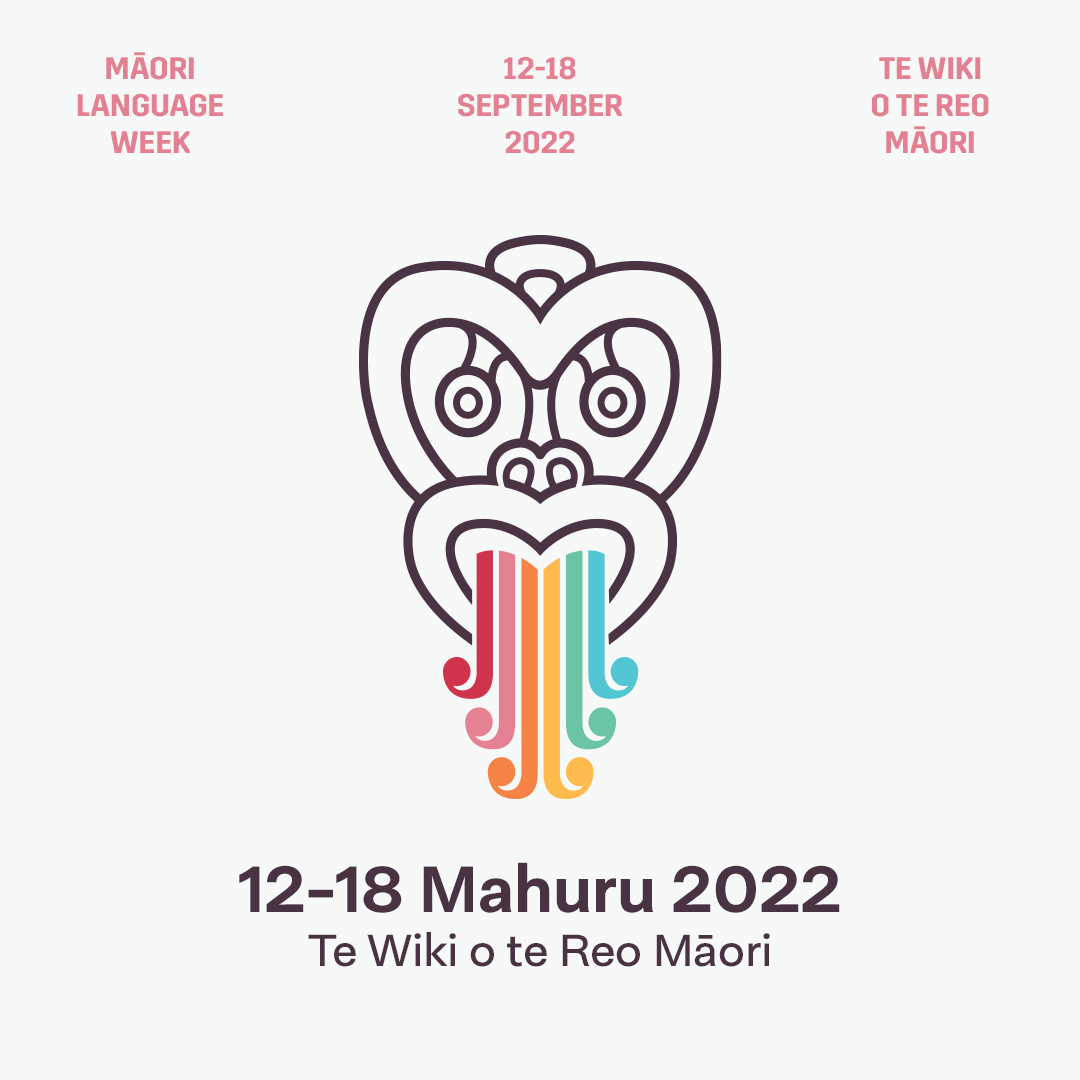 MĀORI
LANGUAGE
WEEK
12-18
SEPTEMBER
2022
TE WIKI
O TE REO
MĀORI
12-18 Mahuru 2022
Te Wiki o te Reo Māori